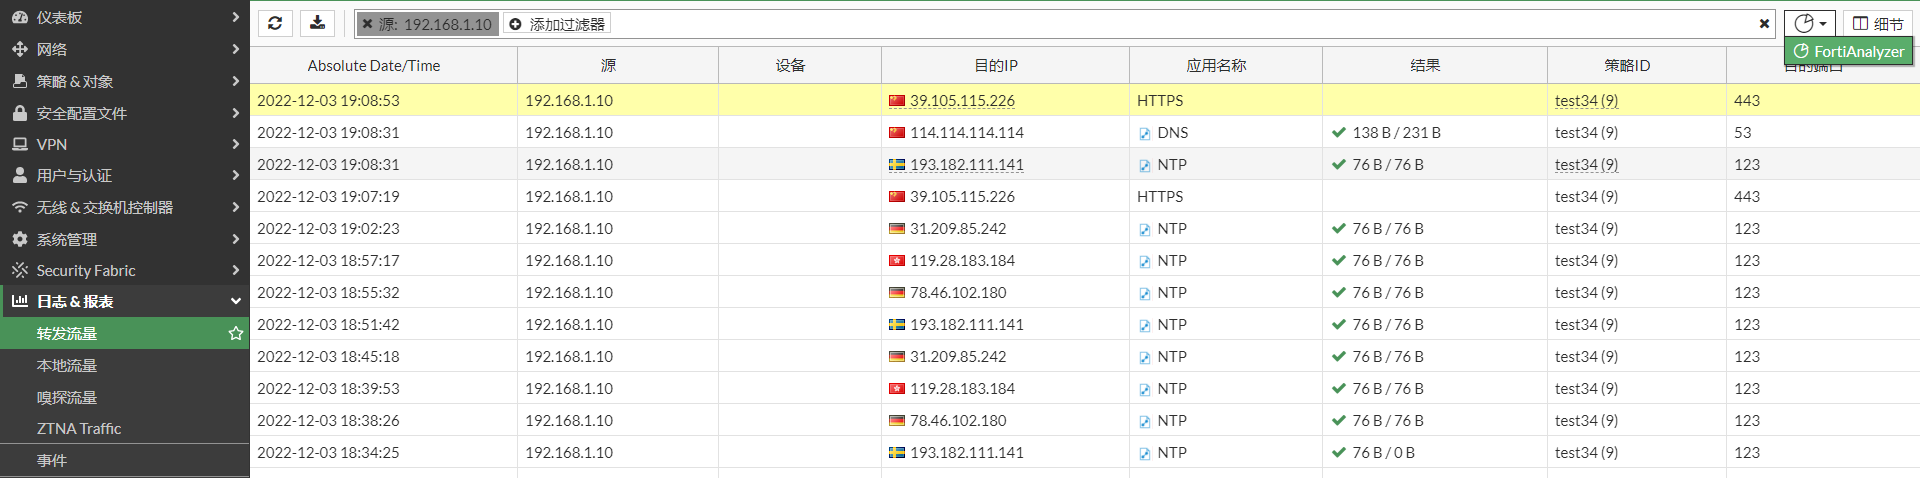 仪表板
网络
策略 & 对象
安全配置文件
VPN
用户与认证
无线 & 交换机控制器
系统管理
Security Fabric
日志 & 报表
转发流量
本地流量
嗅探流量
ZTNA Traffic
事件
源: 192.168.1.10 添加过滤器 细节
FortiAnalyzer
Absolute Date/Time 源 设备 目的IP 应用名称 结果 策略ID 目的端口
2022-12-03 19:08:53 192.168.1.10 39.105.115.226 HTTPS test34 (9) 443
2022-12-03 19:08:31 192.168.1.10 114.114.114.114 DNS 138 B / 231 B test34 (9) 53
2022-12-03 19:08:31 192.168.1.10 193.182.111.141 NTP 76 B / 76 B test34 (9) 123
2022-12-03 19:07:19 192.168.1.10 39.105.115.226 HTTPS test34 (9) 443
2022-12-03 19:02:23 192.168.1.10 31.209.85.242 NTP 76 B / 76 B test34 (9) 123
2022-12-03 18:57:17 192.168.1.10 119.28.183.184 NTP 76 B / 76 B test34 (9) 123
2022-12-03 18:55:32 192.168.1.10 78.46.102.180 NTP 76 B / 76 B test34 (9) 123
2022-12-03 18:51:42 192.168.1.10 193.182.111.141 NTP 76 B / 76 B test34 (9) 123
2022-12-03 18:45:18 192.168.1.10 31.209.85.242 NTP 76 B / 76 B test34 (9) 123
2022-12-03 18:39:53 192.168.1.10 119.28.183.184 NTP 76 B / 76 B test34 (9) 123
2022-12-03 18:38:26 192.168.1.10 78.46.102.180 NTP 76 B / 76 B test34 (9) 123
2022-12-03 18:34:25 192.168.1.10 193.182.111.141 NTP 76 B / 0 B test34 (9) 123